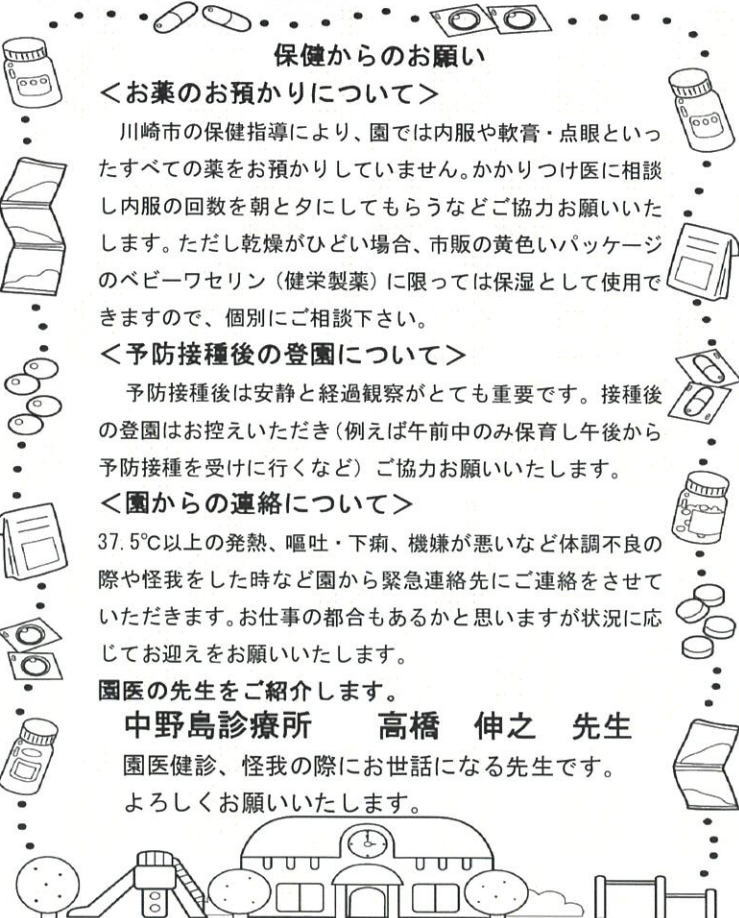 保健からのお願い
＜お薬のお預かりについて＞
川崎市の保健指導により、園では内服や軟膏・点眼といっ
たすべての薬をお預かりしていません。かかりつけ医に相談
し内服の回数を朝と夕にしてもらうなどご協力お願いいた
します。ただし乾燥がひどい場合、市販の黄色いパッケージ
のベビーワセリン（健栄製薬）に限っては保湿として使用で
きますので、個別にご相談下さい。
＜予防接種後の登園について＞
予防接種後は安静と経過観察がとても重要です。接種後
の登園はお控えいただき（例えば午前中のみ保育し午後から
予防接種を受けに行くなど）ご協力お願いいたします。
＜園からの連絡について＞
37.5℃以上の発熱、嘔吐・下痢、機嫌が悪いなど体調不良の
際や怪我をした時など園から緊急連絡先にご連絡をさせて
いただきます。お仕事の都合もあるかと思いますが状況に応
じてお迎えをお願いいたします。
園医の先生をご紹介します。
中野島診療所　高橋　伸之　先生
園医健診、怪我の際にお世話になる先生です。
よろしくお願いいたします。